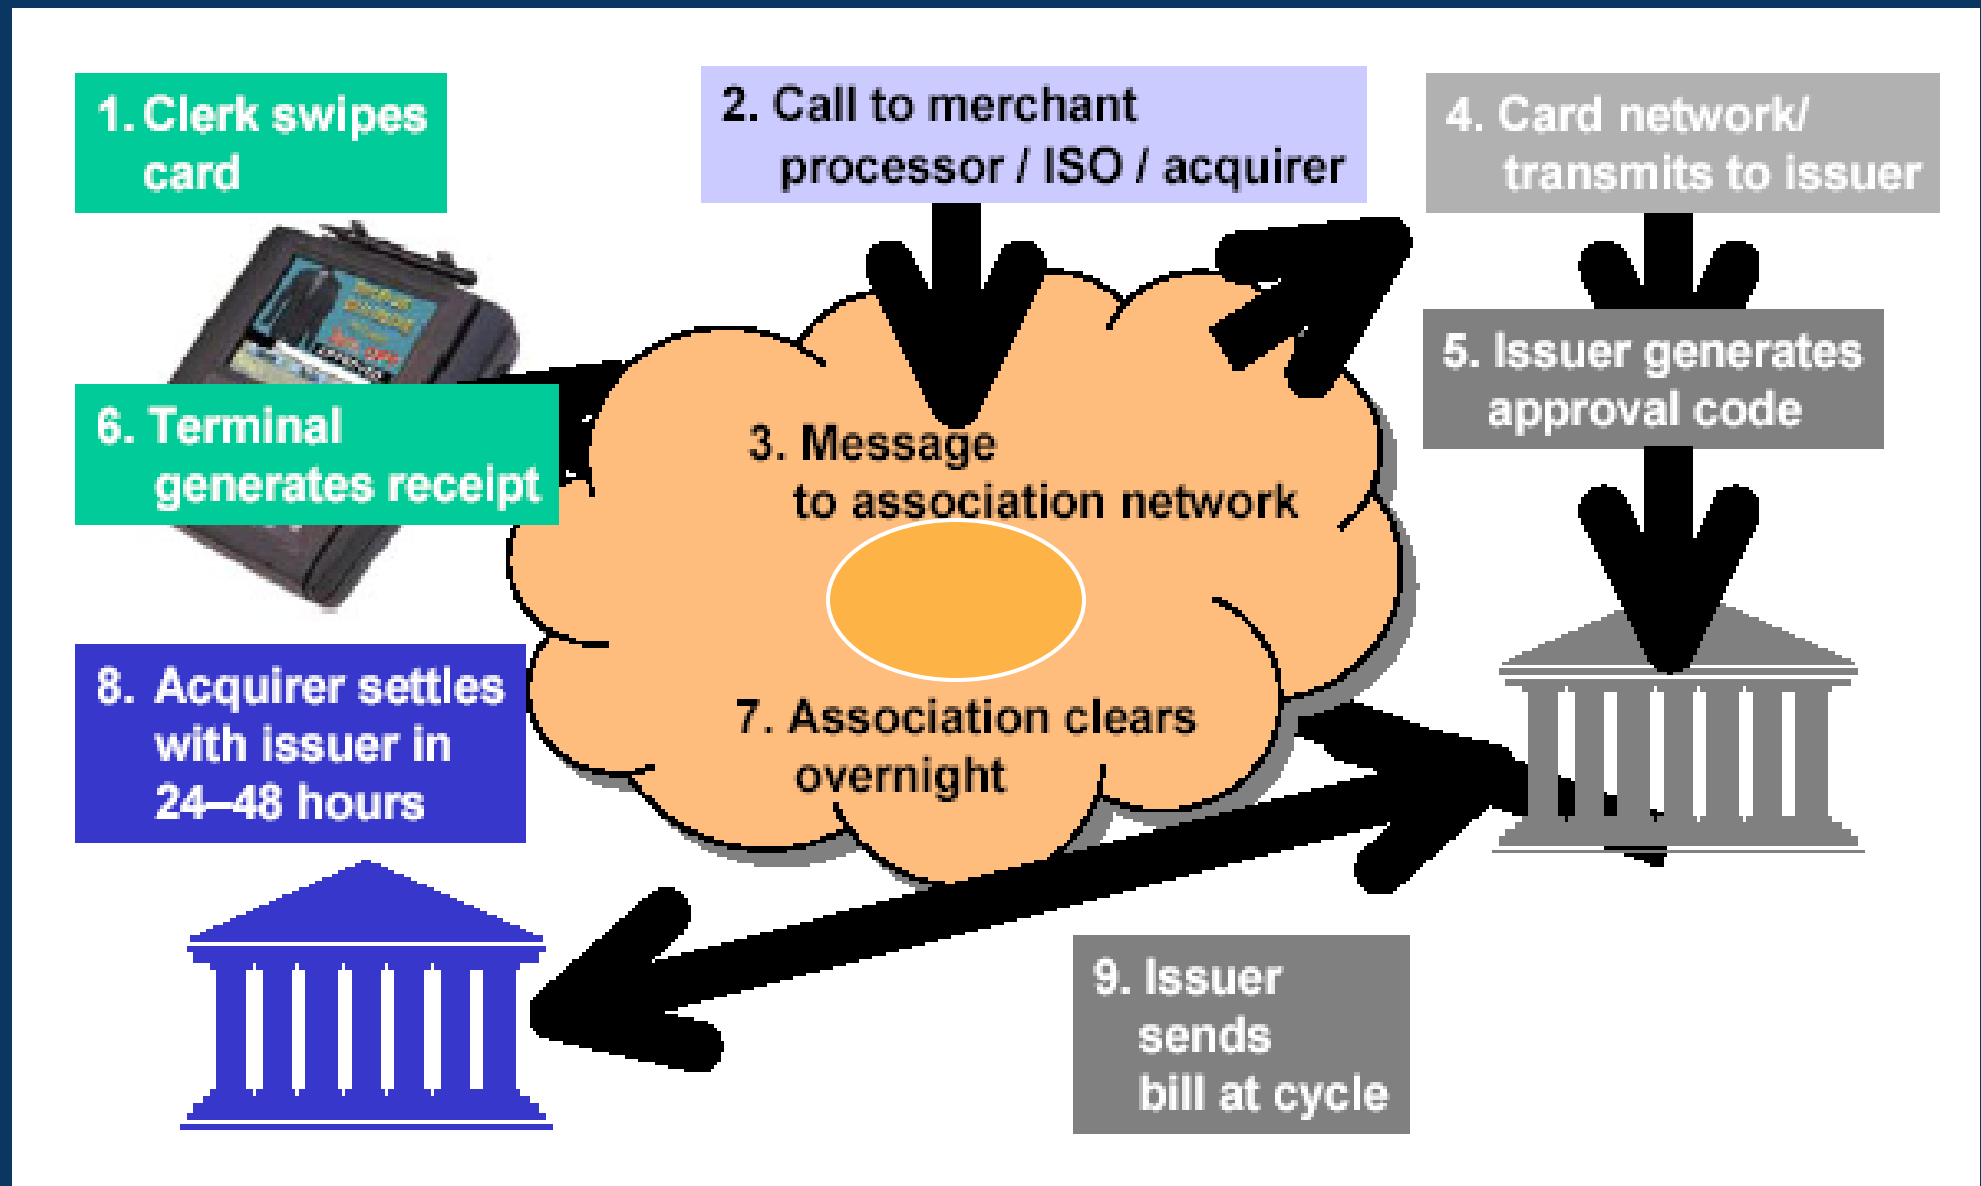 1. Clerk swipes
card
2. Call to merchant
processor / ISO / acquirer
3. Message
to association network
4. Card network/
transmits to issuer
5. Issuer generates
approval code
6. Terminal
generates receipt
7. Association clears
overnight
8. Acquirer settles
with issuer in
24–48 hours
9. Issuer
sends
bill at cycle